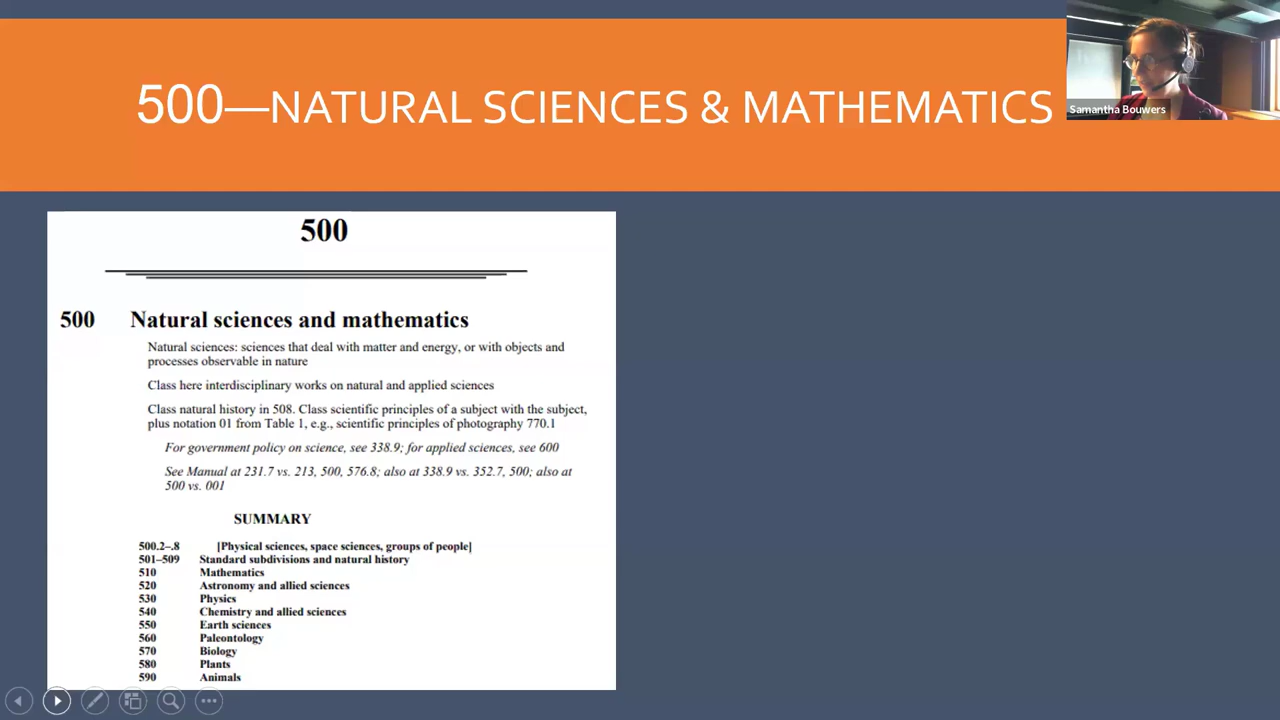 500—NATURAL SCIENCES & MATHEMATICS
Samantha Bouwers
500
500 Natural sciences and mathematics
Natural sciences: sciences that deal with matter and energy, or with objects and
processes observable in nature
Class here interdisciplinary works on natural and applied sciences
Class natural history in 508. Class scientific principles of a subject with the subject,
plus notation 01 from Table 1, e.g., scientific principles of photography 770.1
For government policy on science, see 338.9; for applied sciences, see 600
See Manual at 231.7 vs. 213, 500, 576.8; also at 338.9 vs. 352.7, 500; also at
500 vs. 001
SUMMARY
500.2–.8 [Physical sciences, space sciences, groups of people]
501–509 Standard subdivisions and natural history
510 Mathematics
520 Astronomy and allied sciences
530 Physics
540 Chemistry and allied sciences
550 Earth sciences
560 Paleontology
570 Biology
580 Plants
590 Animals